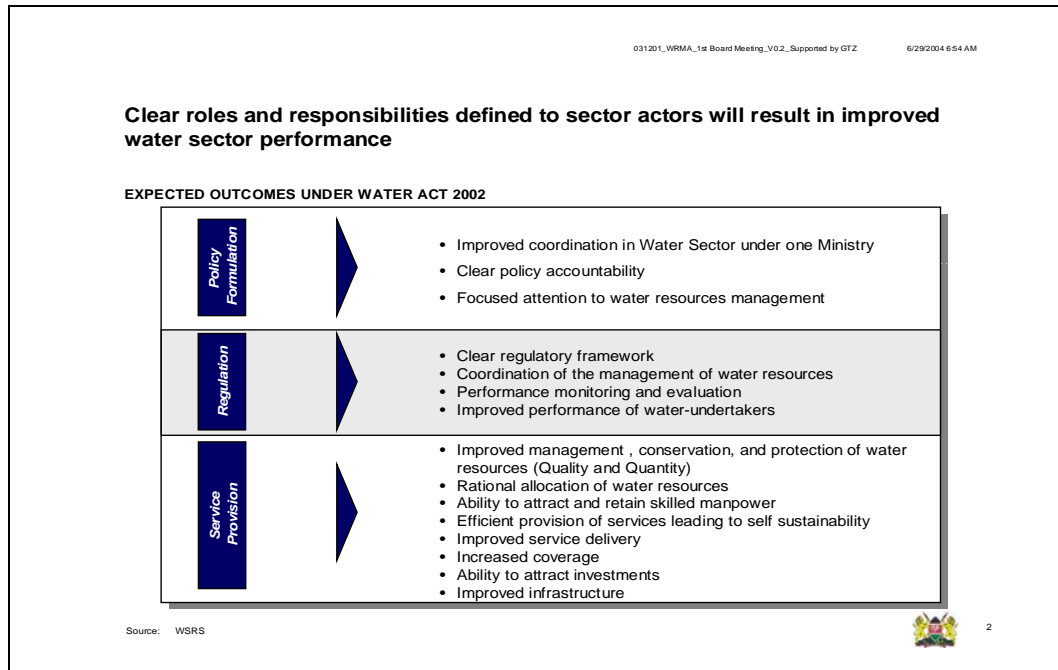 031201_WRMA_1st Board Meeting_V0.2_Supported by GTZ 6/29/2004 6:54 AM
Clear roles and responsibilities defined to sector actors will result in improved
water sector performance
EXPECTED OUTCOMES UNDER WATER ACT 2002
Policy
Formulation
• Improved coordination in Water Sector under one Ministry
• Clear policy accountability
• Focused attention to water resources management
Regulation
• Clear regulatory framework
• Coordination of the management of water resources
• Performance monitoring and evaluation
• Improved performance of water-undertakers
Service
Provision
• Improved management , conservation, and protection of water
resources (Quality and Quantity)
• Rational allocation of water resources
• Ability to attract and retain skilled manpower
• Efficient provision of services leading to self sustainability
• Improved service delivery
• Increased coverage
• Ability to attract investments
• Improved infrastructure
Source: WSRS
2